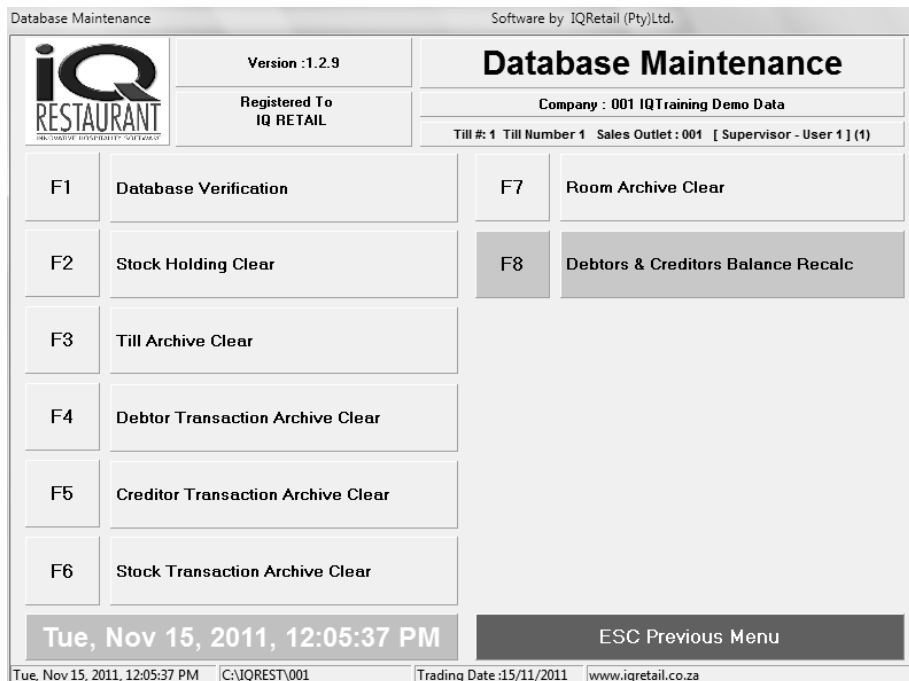 Database Maintenance Software by IQRetail (Pty)Ltd.
iQ
RESTAURANT
INNOVATIVE HOSPITALITY SOFTWARE
Version :1.2.9
Registered To
IQ RETAIL
Database Maintenance
Company : 001 IQTraining Demo Data
Till #: 1 Till Number 1 Sales Outlet : 001 [ Supervisor - User 1 ] (1)
F1 Database Verification
F2 Stock Holding Clear
F3 Till Archive Clear
F4 Debtor Transaction Archive Clear
F5 Creditor Transaction Archive Clear
F6 Stock Transaction Archive Clear
F7 Room Archive Clear
F8 Debtors & Creditors Balance Recalc
Tue, Nov 15, 2011, 12:05:37 PM
ESC Previous Menu
Tue, Nov 15, 2011, 12:05:37 PM C:\IQREST\001 Trading Date :15/11/2011 www.iqretail.co.za